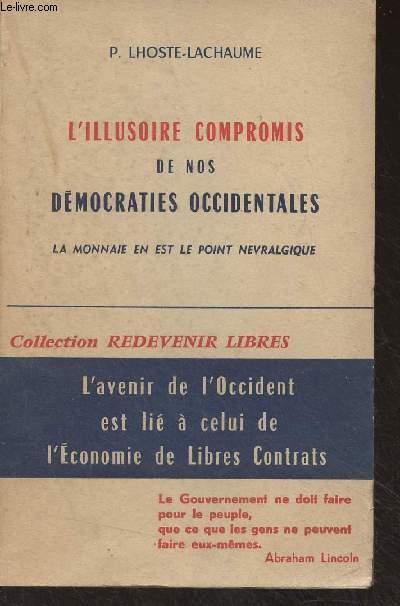 Le-livre.com
P. LHOSTE-LACHAUME
L'ILLUSOIRE COMPROMIS
DE NOS
DÉMOCRATIES OCCIDENTALES
LA MONNAIE EN EST LE POINT NEVRALGIQUE
Collection REDEVENIR LIBRES
L'avenir de l'Occident
est lié à celui de
l'Économie de Libres Contrats
Le Gouvernement ne doit faire
pour le peuple,
que ce que les gens ne peuvent
faire eux-mêmes.
Abraham Lincoln